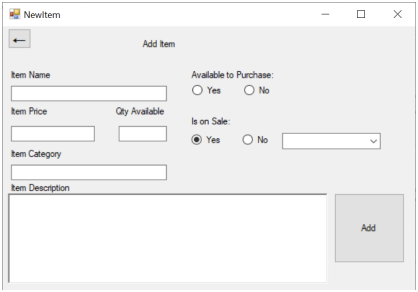 NewItem
Add Item
Item Name
Available to Purchase:
Yes No
Item Price Qty Available
Is on Sale:
Yes No
Item Category
Item Description
Add